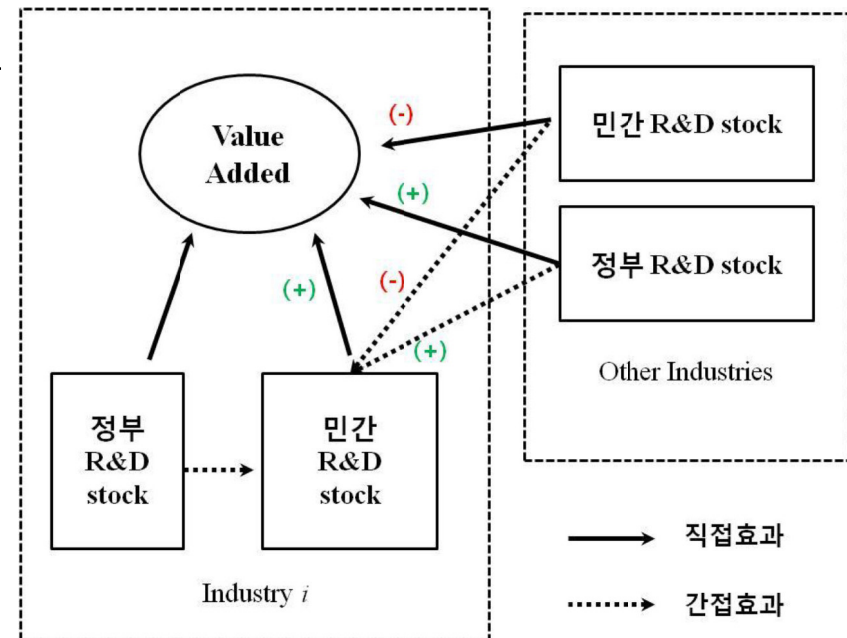 Value
Added
(-)
(+)
(+)
(-)
(+)
정부
R&D
stock
민간
R&D
stock
Industry i
민간 R&D stock
정부 R&D stock
Other Industries
직접효과
간접효과